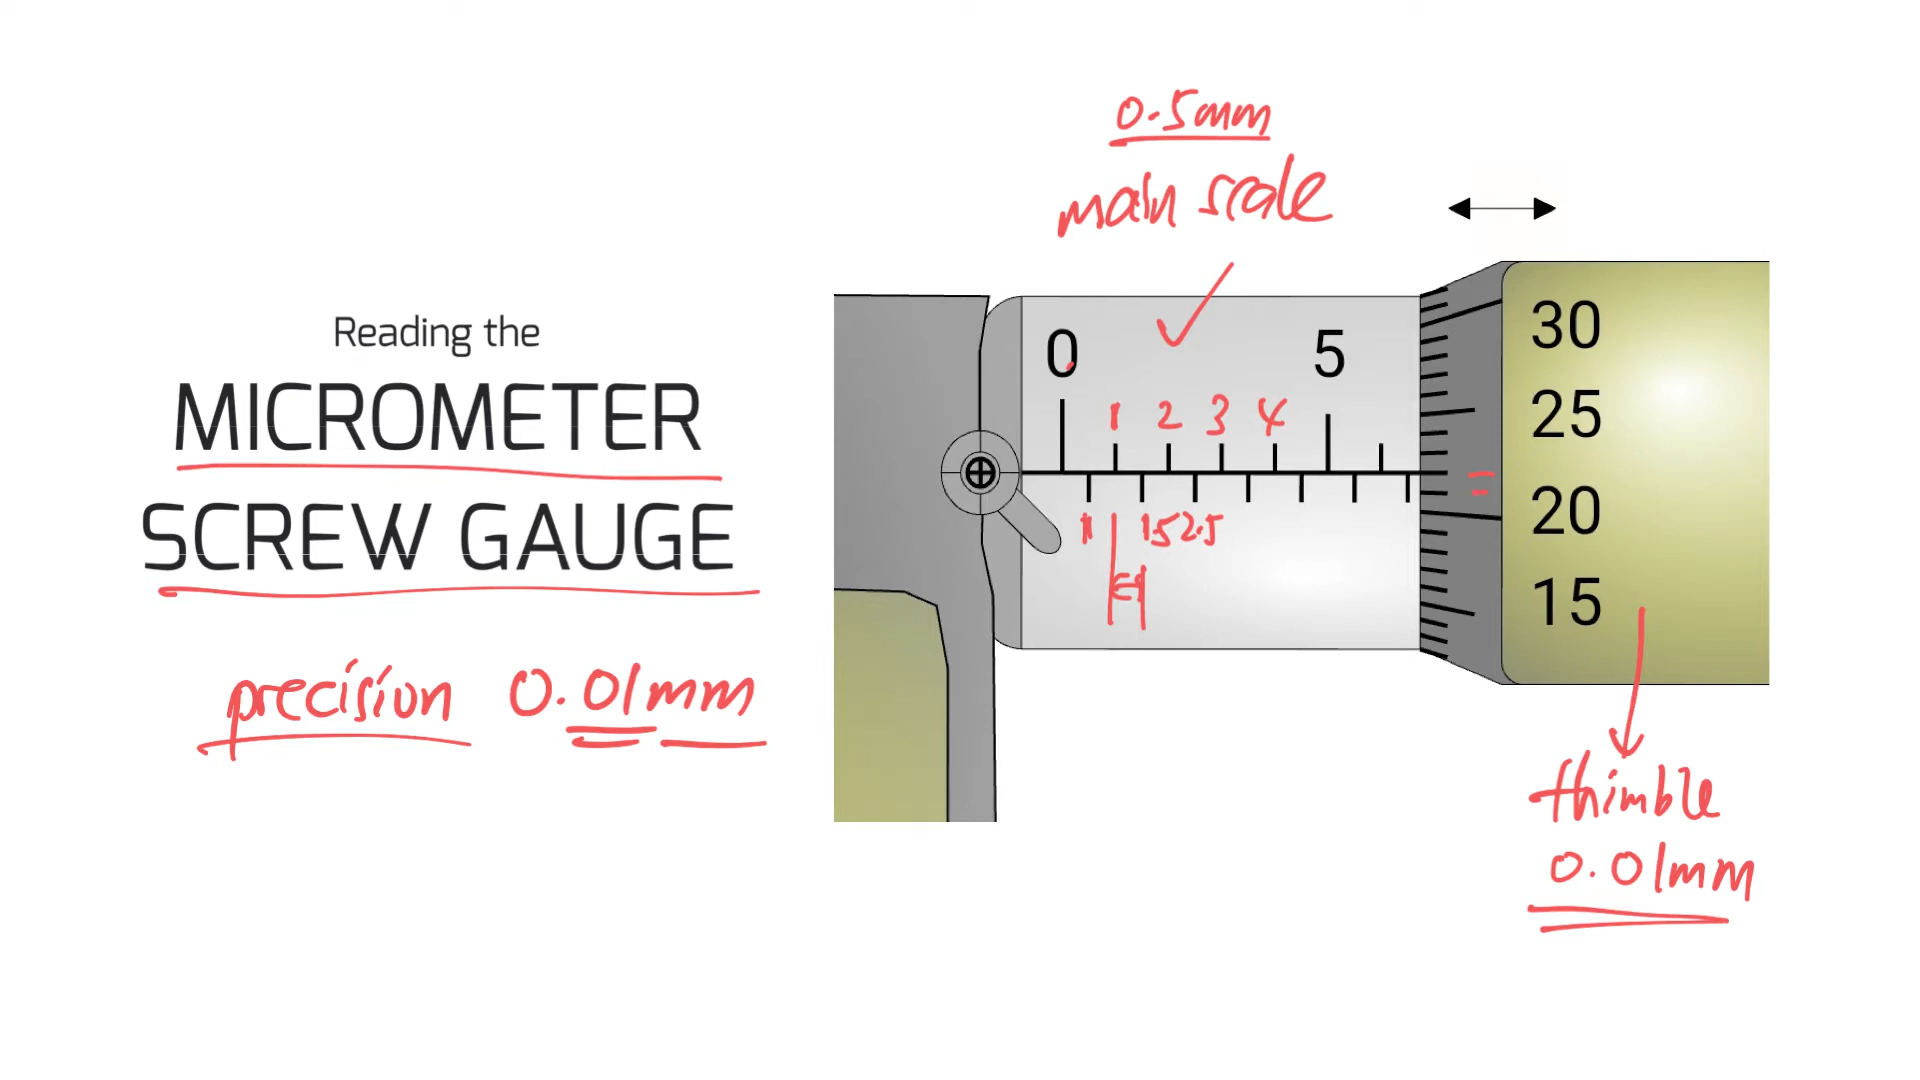 Reading the
MICROMETER
SCREW GAUGE
precision 0.01mm
0.5mm
main scale
0 5
1 2 3 4
1.5 2.5
30
25
20
15
thimble
0.01mm